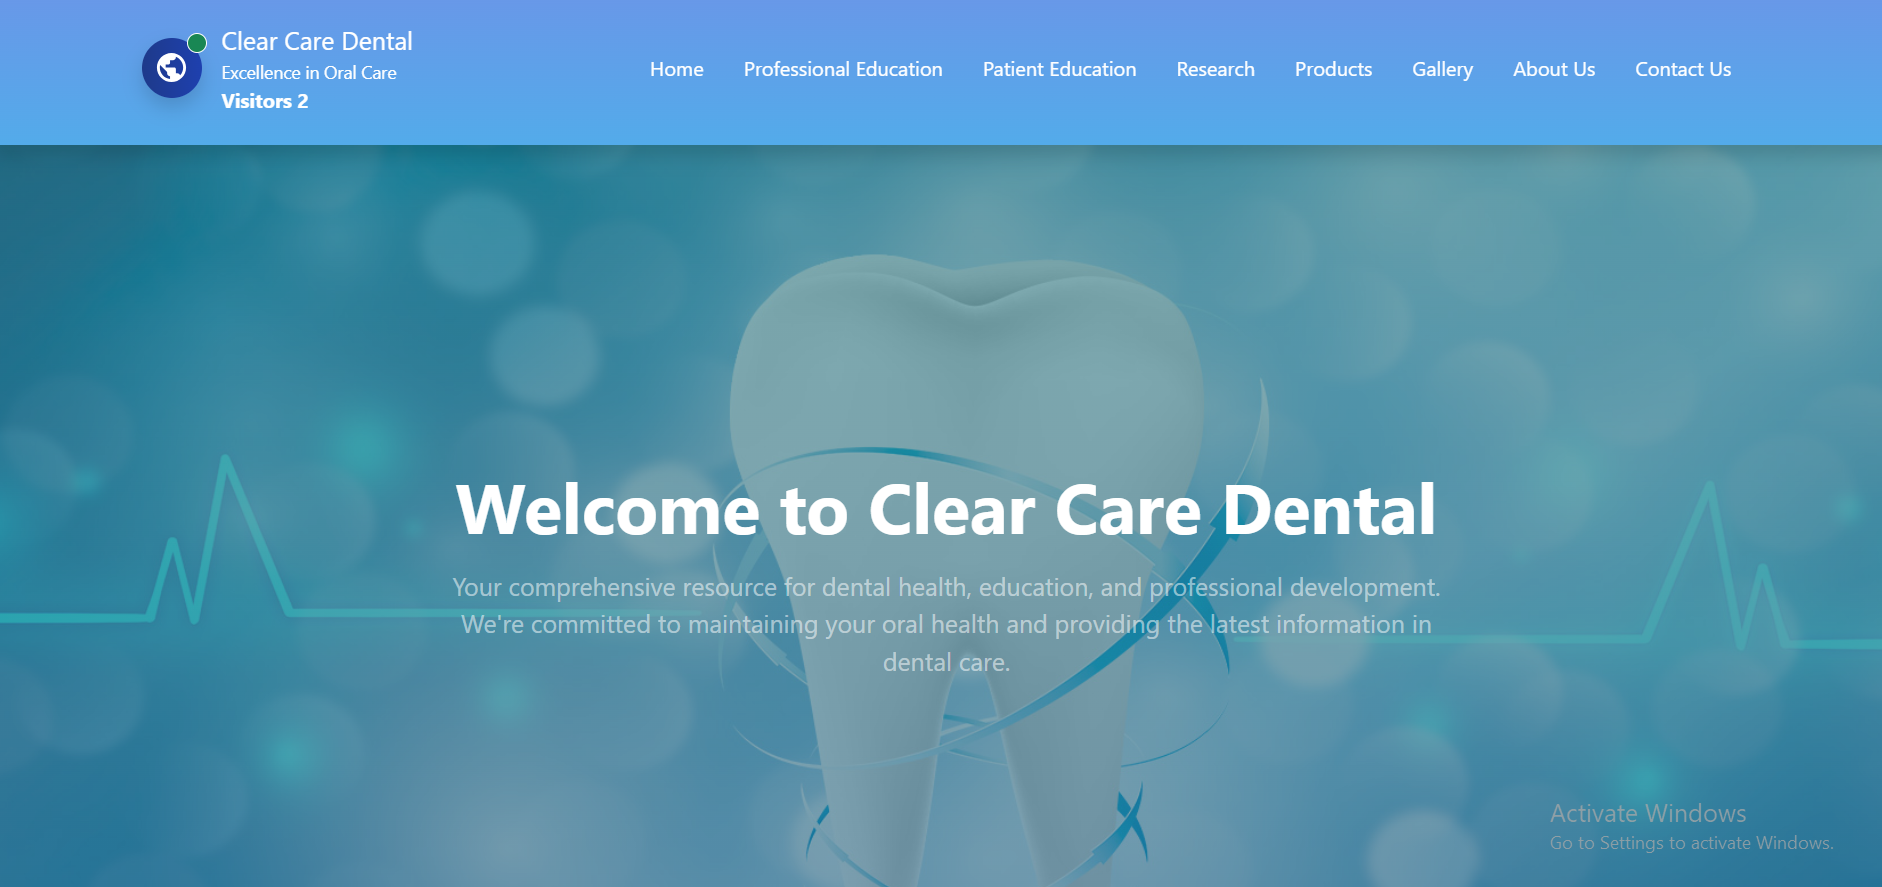 Clear Care Dental
Excellence in Oral Care
Visitors 2
Home Professional Education Patient Education Research Products Gallery About Us Contact Us
Welcome to Clear Care Dental
Your comprehensive resource for dental health, education, and professional development.
We're committed to maintaining your oral health and providing the latest information in
dental care.
Activate Windows
Go to Settings to activate Windows.